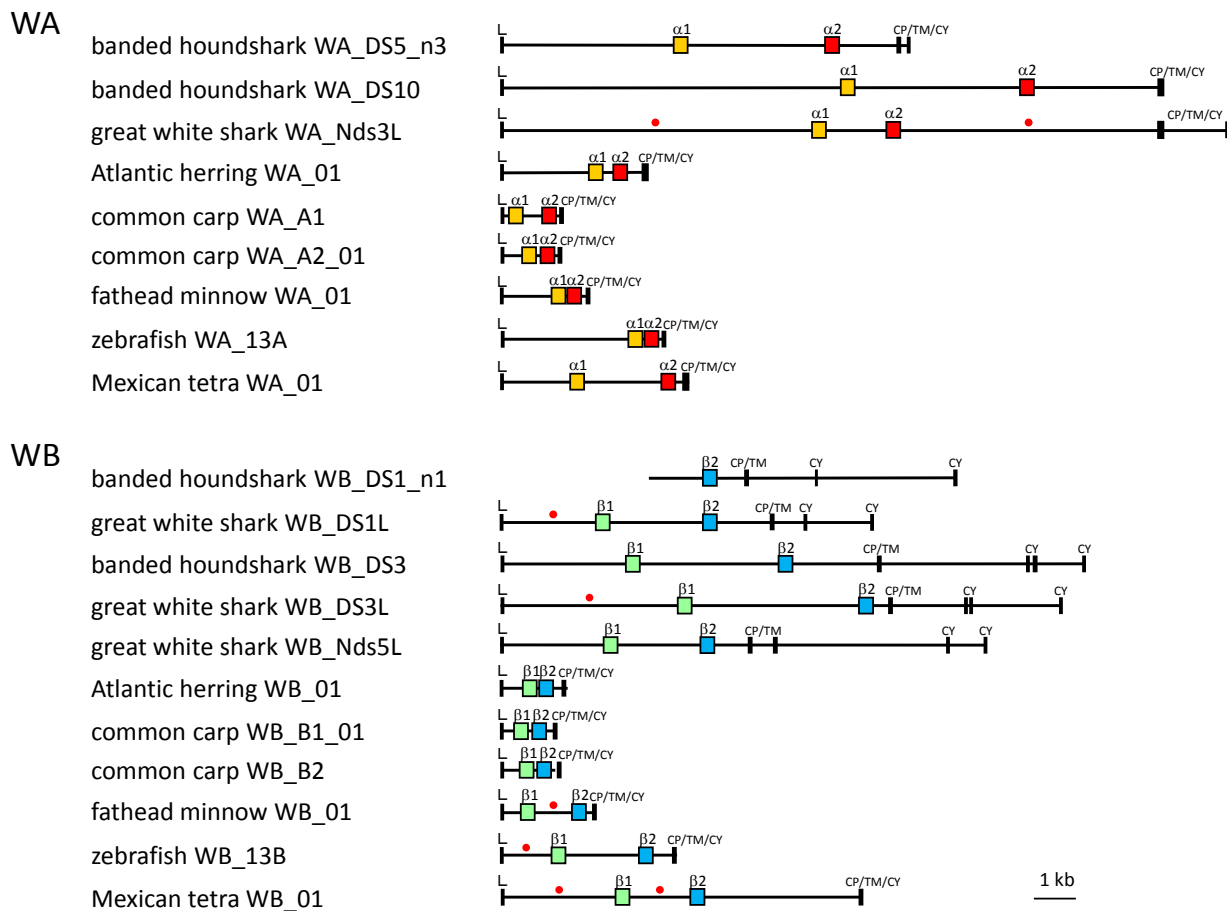 WA
L α1 α2 CP/TM/CY
banded houndshark WA_DS5_n3
L α1 α2 CP/TM/CY
banded houndshark WA_DS10
L α1 α2 CP/TM/CY
great white shark WA_Nds3L
L α1 α2 CP/TM/CY
Atlantic herring WA_01
L α1 α2 CP/TM/CY
common carp WA_A1
L α1 α2 CP/TM/CY
common carp WA_A2_01
L α1 α2 CP/TM/CY
fathead minnow WA_01
L α1 α2 CP/TM/CY
zebrafish WA_13A
L α1 α2 CP/TM/CY
Mexican tetra WA_01
WB
β2 CP/TM CY CY
banded houndshark WB_DS1_n1
L β1 β2 CP/TM CY CY
great white shark WB_DS1L
L β1 β2 CP/TM CY CY
banded houndshark WB_DS3
L β1 β2 CP/TM CY CY
great white shark WB_DS3L
L β1 β2 CP/TM CY CY
great white shark WB_Nds5L
L β1 β2 CP/TM/CY
Atlantic herring WB_01
L β1 β2 CP/TM/CY
common carp WB_B1_01
L β1 β2 CP/TM/CY
common carp WB_B2
L β1 β2 CP/TM/CY
fathead minnow WB_01
L β1 β2 CP/TM/CY
zebrafish WB_13B
L β1 β2 CP/TM/CY
Mexican tetra WB_01
1 kb